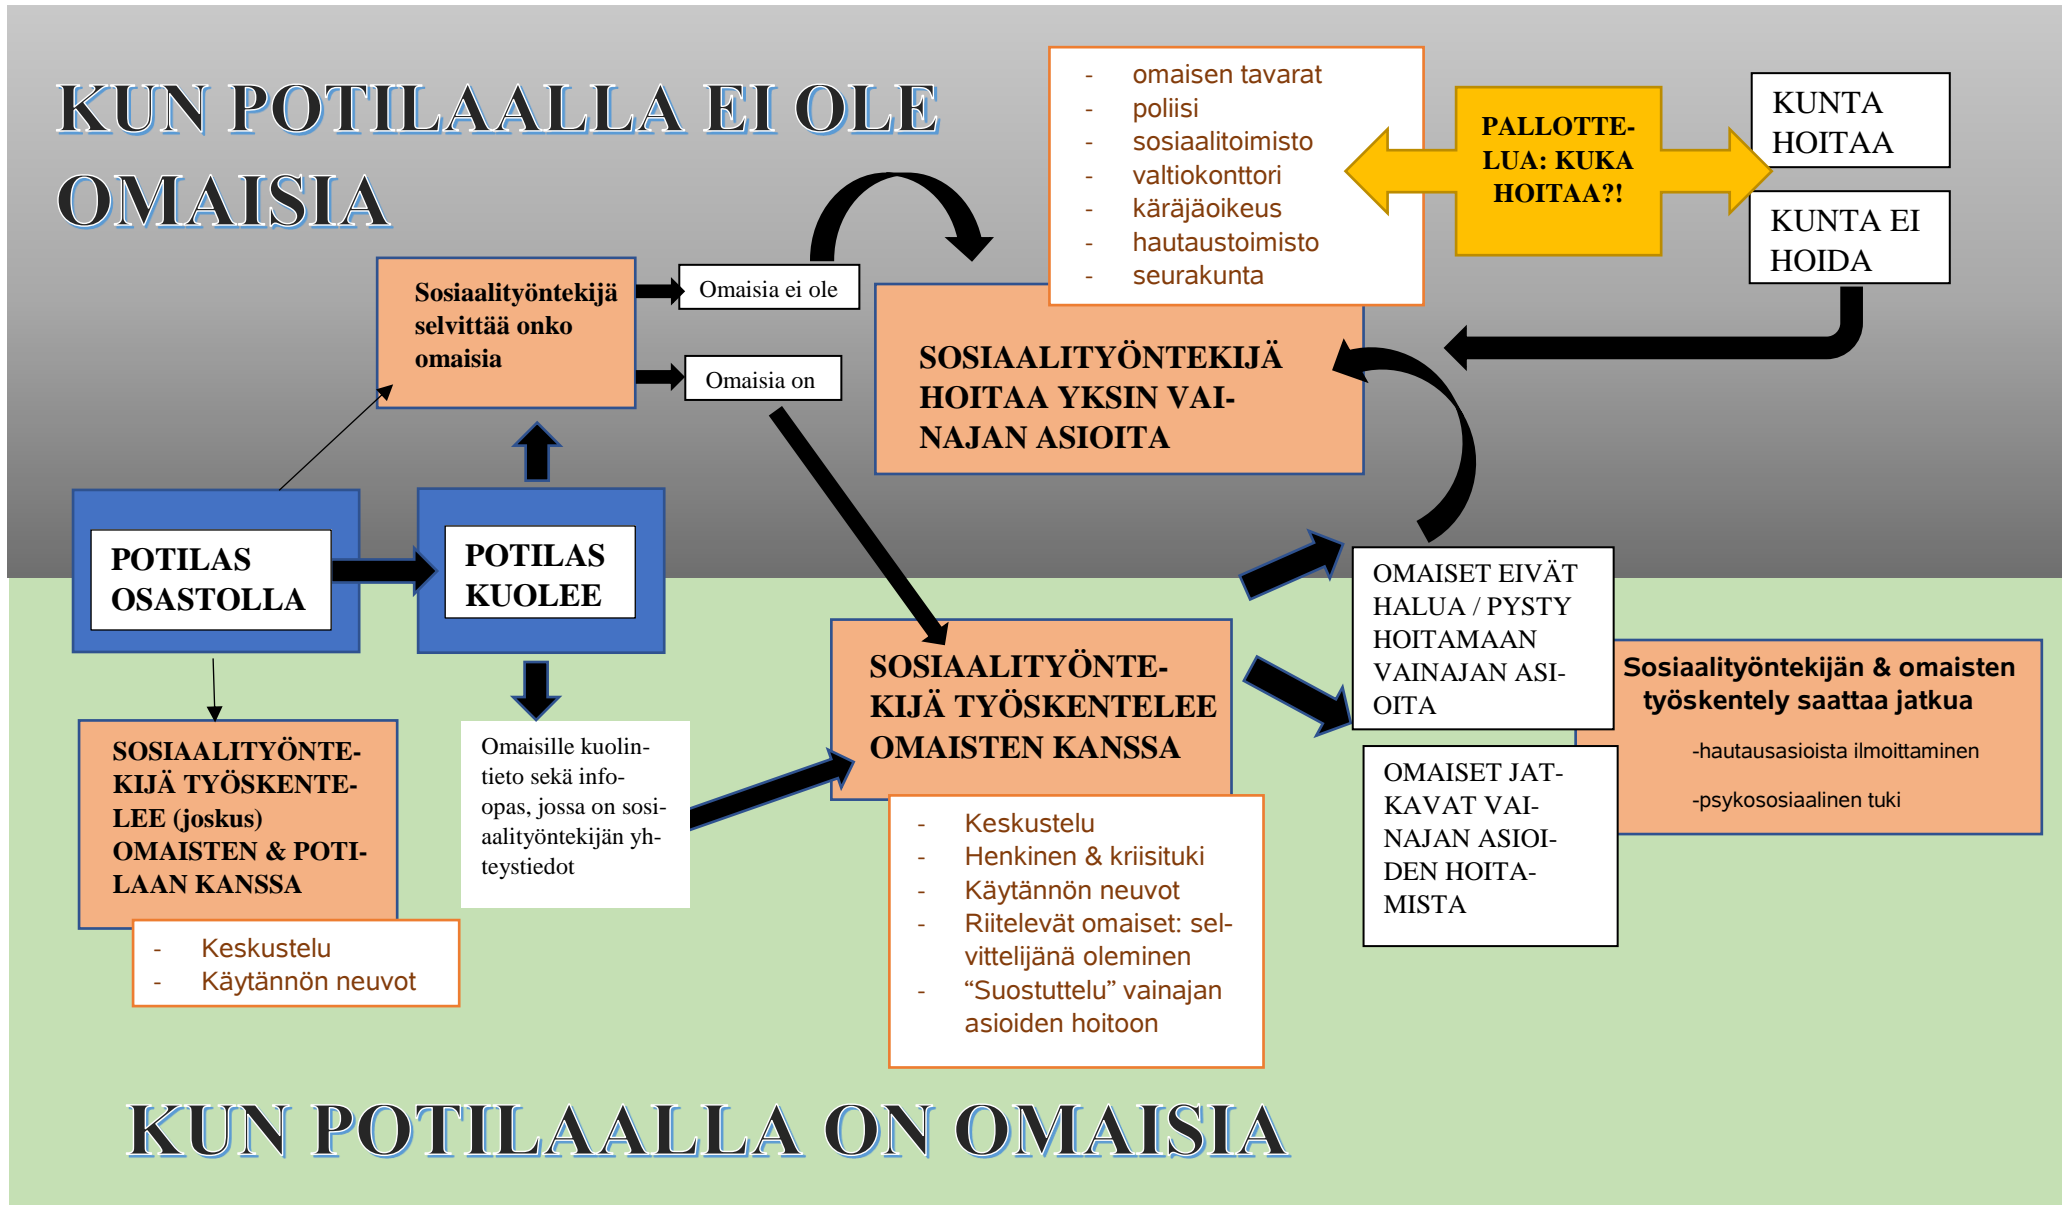 KUN POTILAALLA EI OLE
OMAISIA
- omaisen tavarat
- poliisi
- sosiaalitoimisto
- valtiokonttori
- käräjäoikeus
- hautaustoimisto
- seurakunta
PALLOTTE-
LUA: KUKA
HOITAA?!
KUNTA
HOITAA
KUNTA EI
HOIDA
Sosiaalityöntekijä
selvittää onko
omaisia
Omaisia ei ole
Omaisia on
SOSIAALITYÖNTEKIJÄ
HOITAA YKSIN VAI-
NAJAN ASIOITA
POTILAS
OSASTOLLA
POTILAS
KUOLEE
SOSIAALITYÖNTE-
KIJÄ TYÖSKENTE-
LEE (joskus)
OMAISTEN & POTI-
LAAN KANSSA
- Keskustelu
- Käytännön neuvot
Omaisille kuolin-
tieto sekä info-
opas, jossa on sosi-
aalityöntekijän yh-
teystiedot
SOSIAALITYÖNTE-
KIJÄ TYÖSKENTELEE
OMAISTEN KANSSA
- Keskustelu
- Henkinen & kriisituki
- Käytännön neuvot
- Riitelevät omaiset: sel-
vittelijänä oleminen
- “Suostuttelu” vainajan
asioiden hoitoon
OMAISET EIVÄT
HALUA / PYSTY
HOITAMAAN
VAINAJAN ASI-
OITA
OMAISET JAT-
KAVAT VAI-
NAJAN ASIOI-
DEN HOITA-
MISTA
Sosiaalityöntekijän & omaisten
työskentely saattaa jatkua
-hautausasioista ilmoittaminen
-psykososiaalinen tuki
KUN POTILAALLA ON OMAISIA